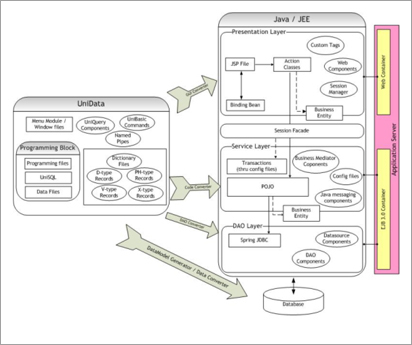 Java / JEE
Presentation Layer
Custom Tags
JSP File
Action
Classes
Web
Components
Session
Manager
Binding Bean
Business
Entity
Session Facade
Service Layer
Transactions
(thru config files)
Business Mediator
Components
Config files
POJO
Java messaging
components
Business
Entity
DAO Layer
Spring JDBC
Datasource
Components
DAO
Components
Database
Web Container
EJB 3.0 Container
Application Server
UniData
Menu Module /
Window files
UniQuery
Components
UniBasic
Commands
Named
Pipes
Programming Block
Programming files
UniSQL
Data Files
Dictionary
Files
D-type
Records
PH-type
Records
V-type
Records
X-type
Records
Code Converter
DAO Converter
DataModel Generator / Data Converter